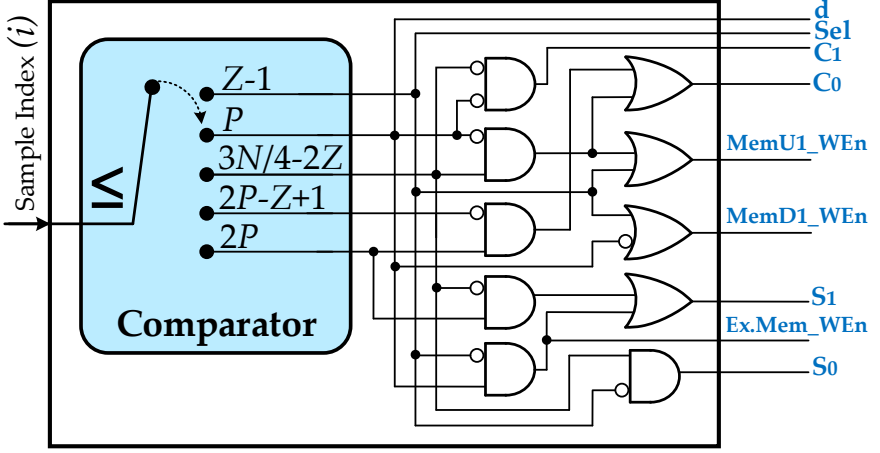 Sample Index (i)
≤
Z-1
P
3N/4-2Z
2P-Z+1
2P
Comparator
d
Sel
C1
C0
MemU1_WEn
MemD1_WEn
S1
Ex.Mem_WEn
S0